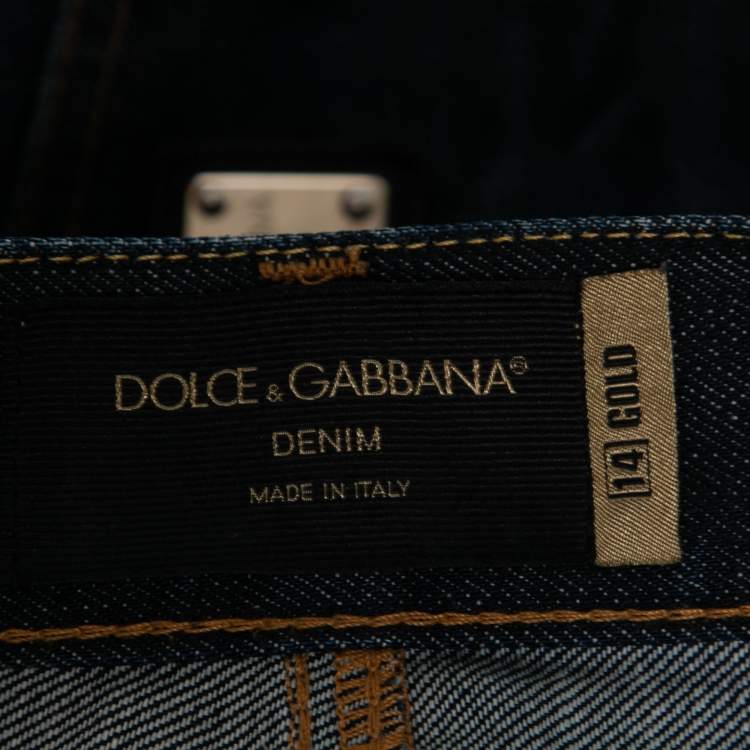 DOLCE & GABBANA®
DENIM
MADE IN ITALY
14 GOLD